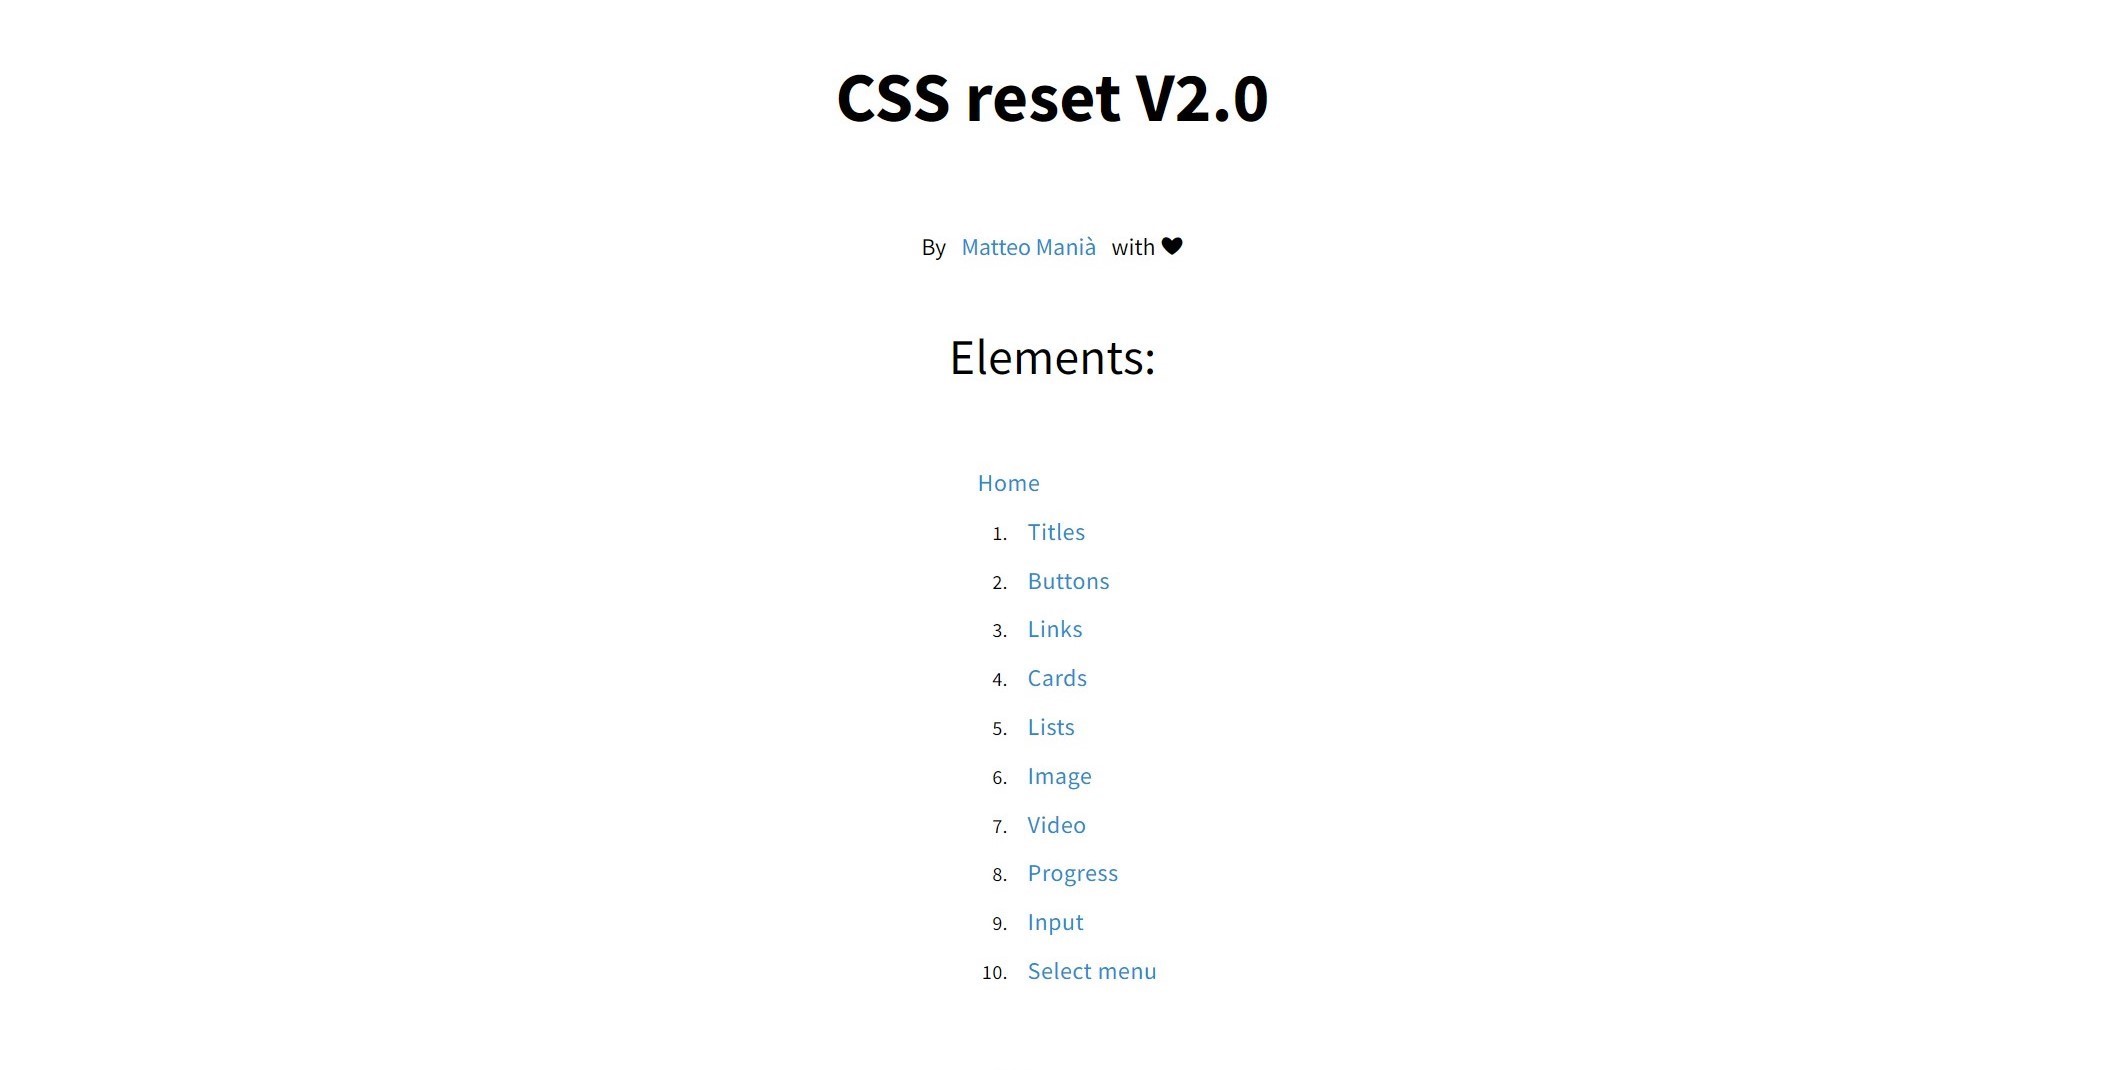 CSS reset V2.0
By Matteo Manià with ♥
Elements:
Home
1. Titles
2. Buttons
3. Links
4. Cards
5. Lists
6. Image
7. Video
8. Progress
9. Input
10. Select menu